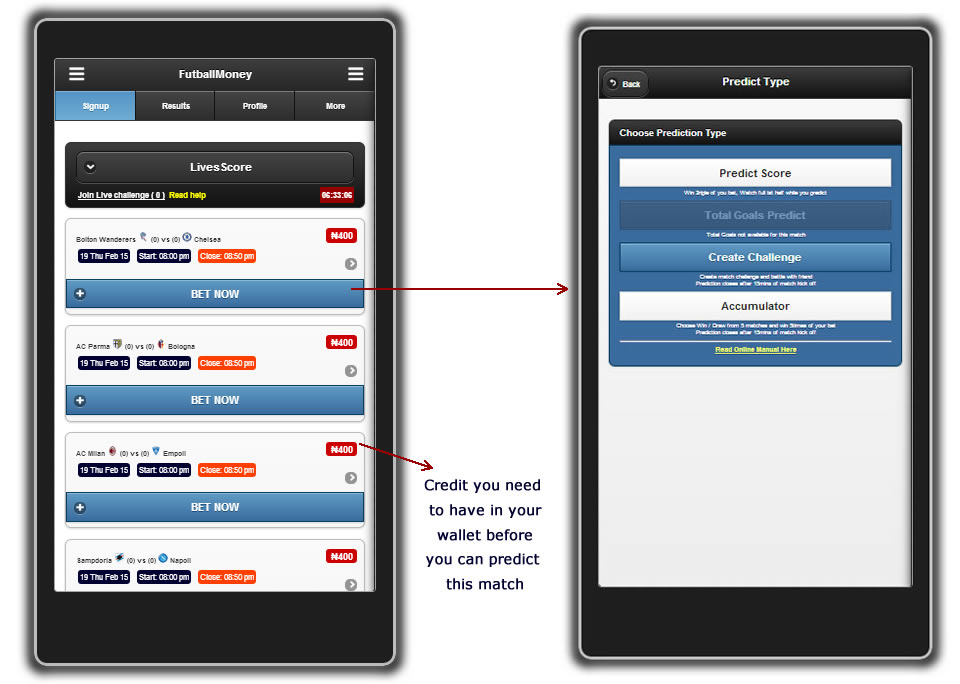 FutballMoney
Signup Results Profile More
LivesScore
Join Live challenge ( 0 ) Read help 06:33:06
Bolton Wanderers (0) vs (0) Chelsea ₦400
19 Thu Feb 15 Start: 08:00 pm Close: 08:50 pm
BET NOW
AC Parma (0) vs (0) Bologna ₦400
19 Thu Feb 15 Start: 08:00 pm Close: 08:50 pm
BET NOW
AC Milan (0) vs (0) Empoli ₦400
19 Thu Feb 15 Start: 08:00 pm Close: 08:50 pm
BET NOW
Sampdoria (0) vs (0) Napoli ₦400
19 Thu Feb 15 Start: 08:00 pm Close: 08:50 pm
Credit you need
to have in your
wallet before
you can predict
this match
Back Predict Type
Choose Prediction Type
Predict Score
Win of you bet, Watch full 1st half while you predict
Total Goals Predict
Total Goals not available for this match
Create Challenge
Create match challenge and battle with friend
Prediction closes after 15mins of match kick off
Accumulator
Choose Win / Draw from 3 matches and win of your bet
Prediction closes after 15mins of match kick off
Read Online Manual Here